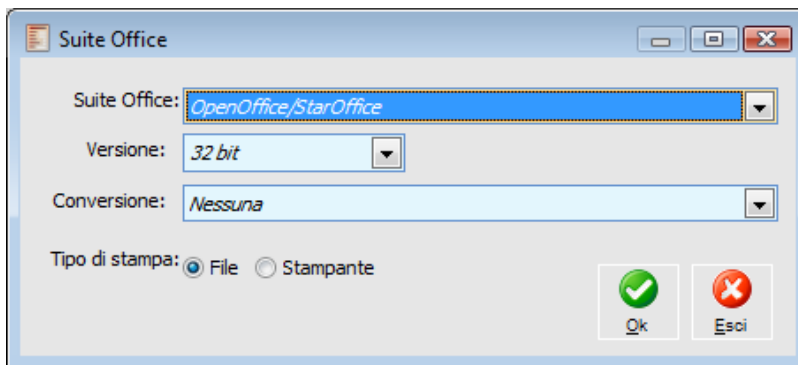 Suite Office
Suite Office: OpenOffice/StarOffice
Versione: 32 bit
Conversione: Nessuna
Tipo di stampa: File Stampante
Ok Esci